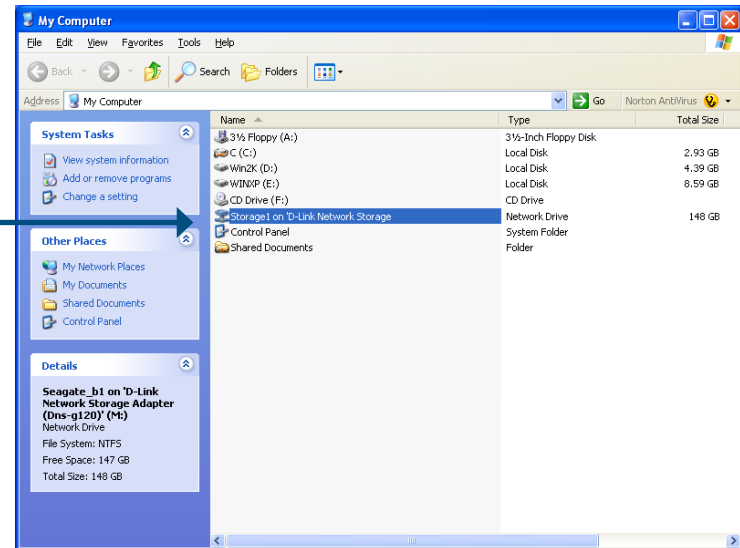 My Computer
File Edit View Favorites Tools Help
Back Search Folders
Address My Computer Go Norton AntiVirus
Name Type Total Size
System Tasks
View system information
Add or remove programs
Change a setting
Other Places
My Network Places
My Documents
Shared Documents
Control Panel
Details
Seagate_b1 on 'D-Link
Network Storage Adapter
(Dns-g120)' (M:)
Network Drive
File System: NTFS
Free Space: 147 GB
Total Size: 148 GB
3½ Floppy (A:) 3½-Inch Floppy Disk
C (C:) Local Disk 2.93 GB
Win2K (D:) Local Disk 4.39 GB
WINXP (E:) Local Disk 8.59 GB
CD Drive (F:) CD Drive
Storage1 on 'D-Link Network Storage Network Drive 148 GB
Control Panel System Folder
Shared Documents Folder